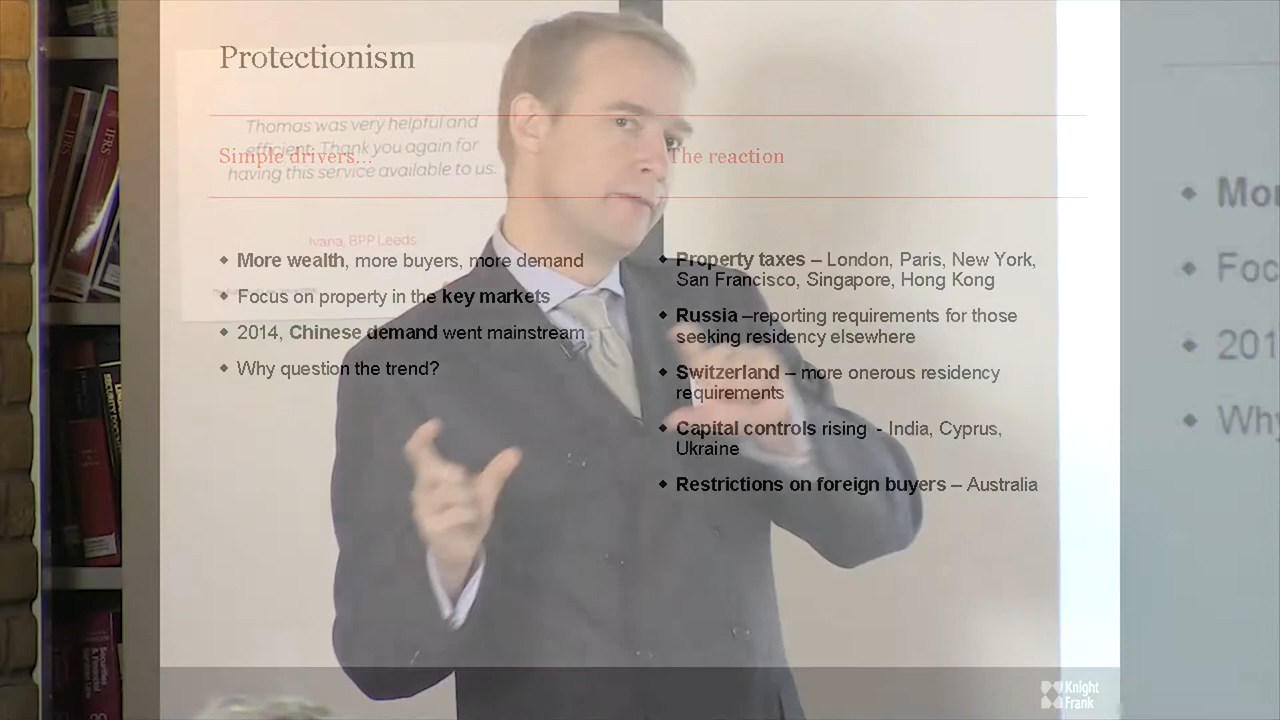 Protectionism
Thomas was very helpful and
efficient. Thank you again for
having this service available to us.
Ivana, BPP Leeds
Simple drivers...
The reaction
◆ More wealth, more buyers, more demand
◆ Focus on property in the key markets
◆ 2014, Chinese demand went mainstream
◆ Why question the trend?
◆ Property taxes – London, Paris, New York,
San Francisco, Singapore, Hong Kong
◆ Russia –reporting requirements for those
seeking residency elsewhere
◆ Switzerland – more onerous residency
requirements
◆ Capital controls rising - India, Cyprus,
Ukraine
◆ Restrictions on foreign buyers – Australia
Knight
Frank
◆ Mor
◆ Foc
◆ 201
◆ Why
IFRS
IFRS
Securities
& Financial